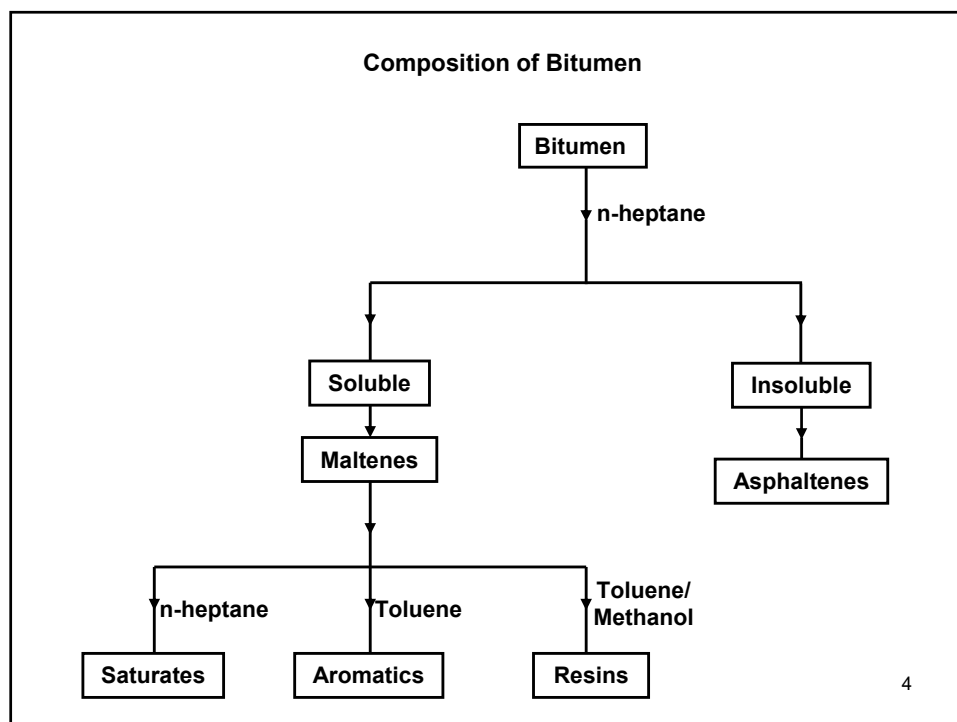 Composition of Bitumen
Bitumen
n-heptane
Soluble
Insoluble
Maltenes
Asphaltenes
n-heptane
Toluene
Toluene/
Methanol
Saturates
Aromatics
Resins
4